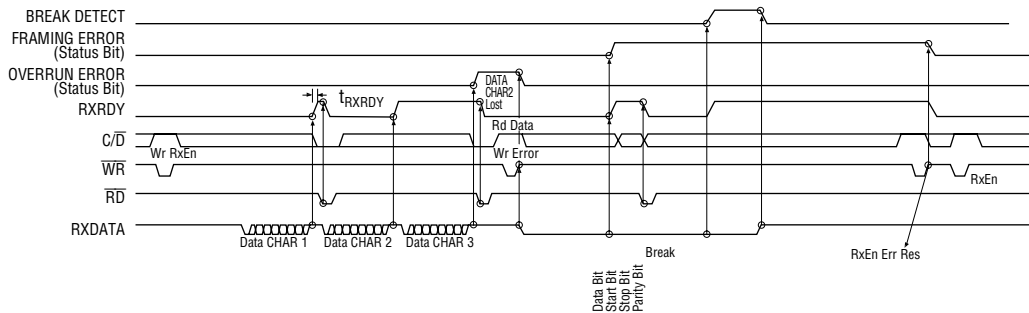 BREAK DETECT
FRAMING ERROR
(Status Bit)
OVERRUN ERROR
(Status Bit)
DATA
CHAR2
Lost
RXRDY
tRXRDY
Rd Data
C/D
Wr RxEn
Wr Error
WR
RxEn
RD
RXDATA
Data CHAR 1
Data CHAR 2
Data CHAR 3
Break
RxEn Err Res
Data Bit
Start Bit
Stop Bit
Parity Bit